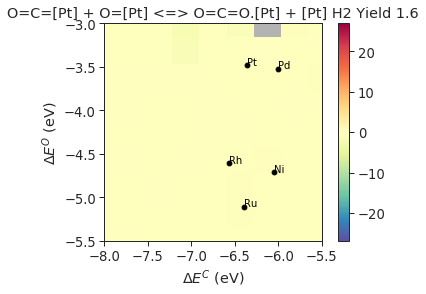 O=C=[Pt] + O=[Pt] <=> O=C=O.[Pt] + [Pt] H2 Yield 1.6
−3.0
−3.5
−4.0
−4.5
−5.0
−5.5
ΔE^O (eV)
Pt
Pd
Rh
Ni
Ru
−8.0 −7.5 −7.0 −6.5 −6.0 −5.5
ΔE^C (eV)
20
10
0
−10
−20